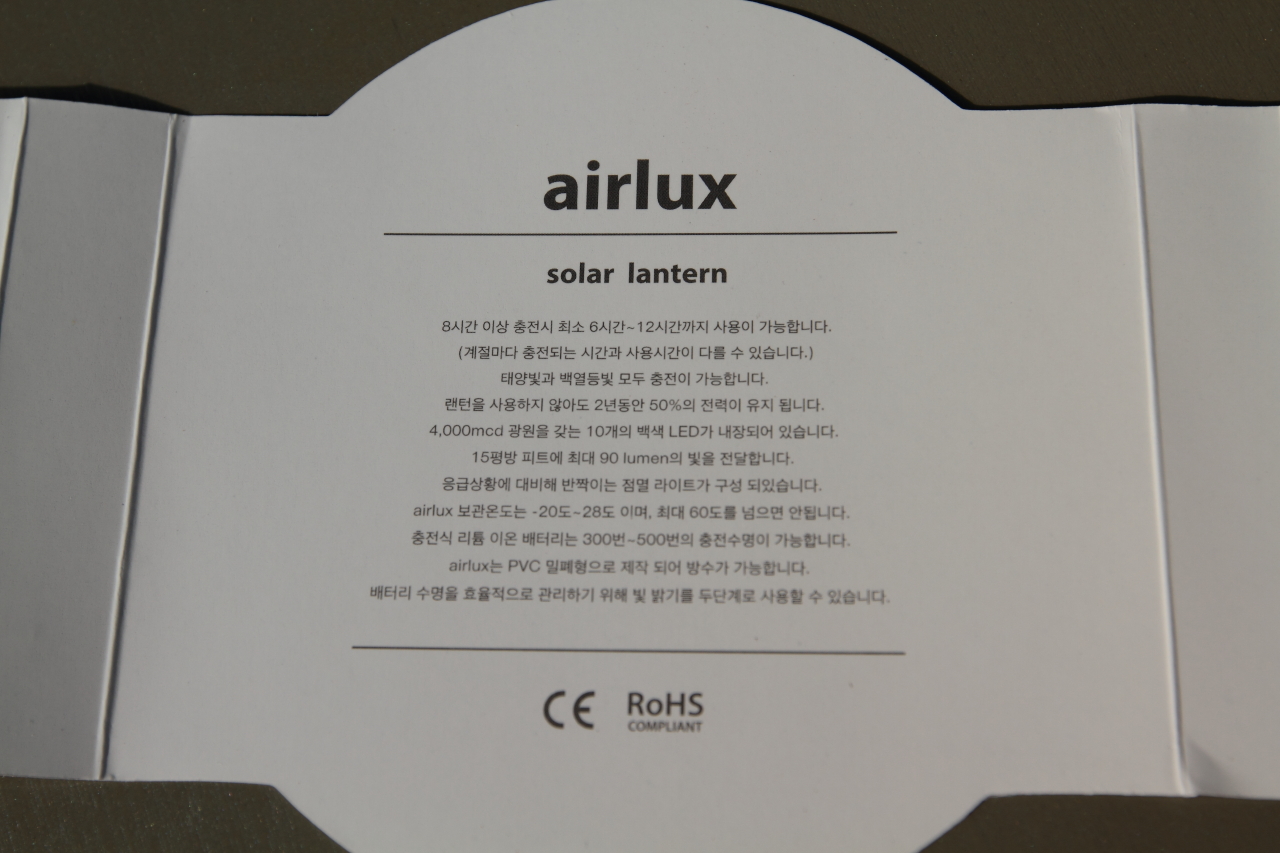 airlux
solar lantern
8시간 이상 충전시 최소 6시간~12시간까지 사용이 가능합니다.
(계절마다 충전되는 시간과 사용시간이 다를 수 있습니다.)
태양빛과 백열등빛 모두 충전이 가능합니다.
랜턴을 사용하지 않아도 2년동안 50%의 전력이 유지 됩니다.
4,000mcd 광원을 갖는 10개의 백색 LED가 내장되어 있습니다.
15평방 피트에 최대 90 lumen의 빛을 전달합니다.
응급상황에 대비해 반짝이는 점멸 라이트가 구성 되있습니다.
airlux 보관온도는 -20도~28도 이며, 최대 60도를 넘으면 안됩니다.
충전식 리튬 이온 배터리는 300번~500번의 충전수명이 가능합니다.
airlux는 PVC 밀폐형으로 제작 되어 방수가 가능합니다.
배터리 수명을 효율적으로 관리하기 위해 빛 밝기를 두단계로 사용할 수 있습니다.
CE RoHS
COMPLIANT